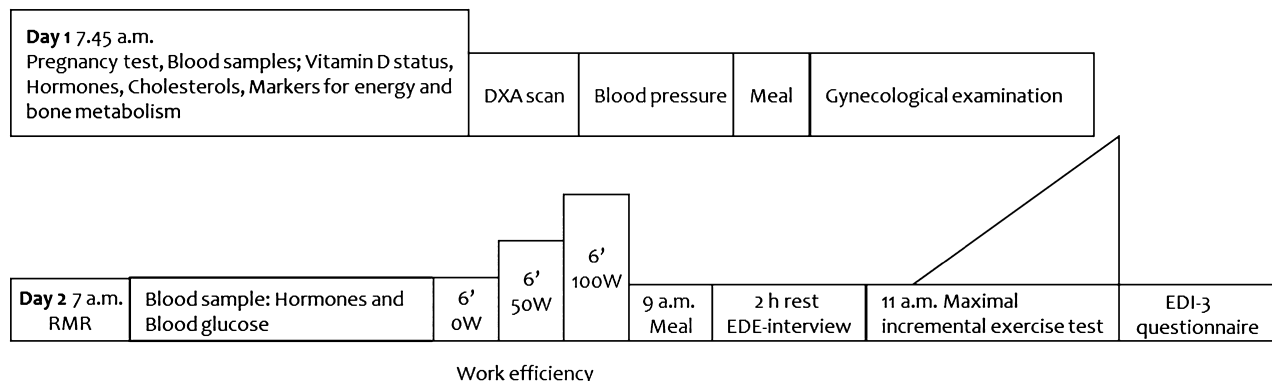 Day 1 7.45 a.m.
Pregnancy test, Blood samples; Vitamin D status,
Hormones, Cholesterols, Markers for energy and
bone metabolism
DXA scan
Blood pressure
Meal
Gynecological examination
Day 2 7 a.m.
RMR
Blood sample: Hormones and
Blood glucose
6’
0W
6’
50W
6’
100W
9 a.m.
Meal
2 h rest
EDE-interview
11 a.m. Maximal
incremental exercise test
EDI-3
questionnaire
Work efficiency